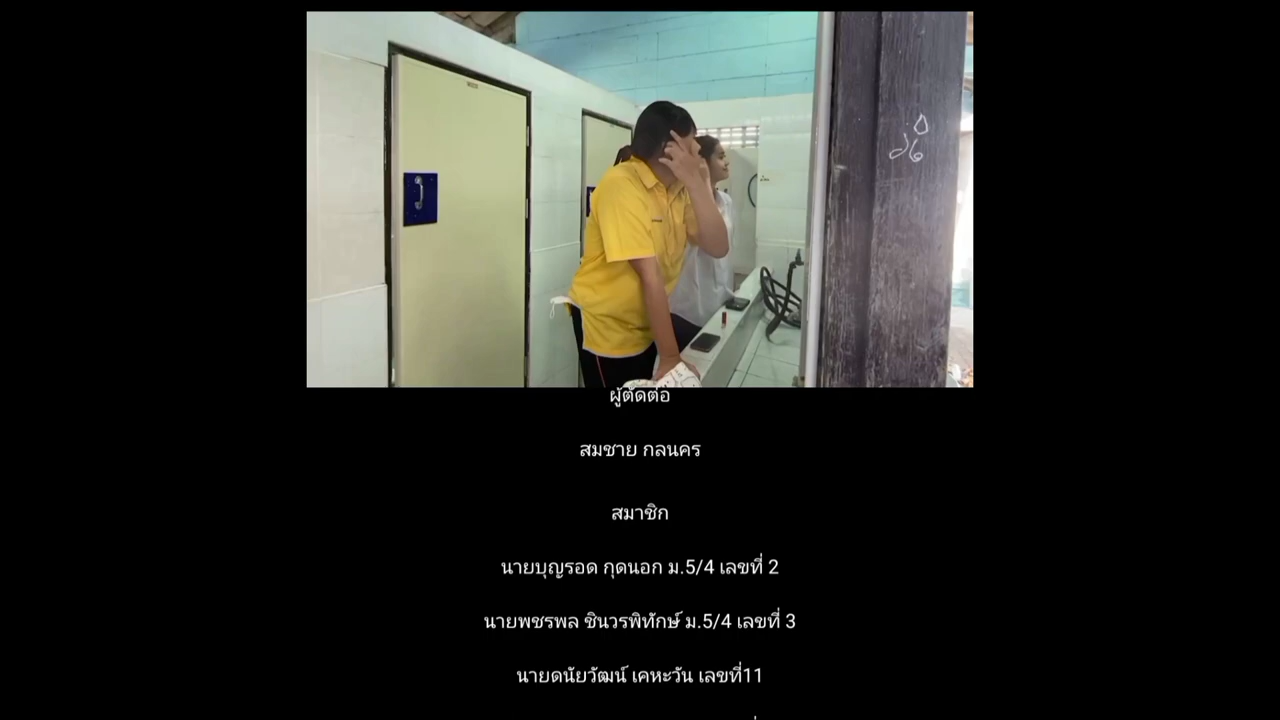 ผู้ตัดต่อ
สมชาย กลนคร
สมาชิก
นายบุญรอด กุดนอก ม.5/4 เลขที่ 2
นายพชรพล ชินวรพิทักษ์ ม.5/4 เลขที่ 3
นายดนัยวัฒน์ เคหะวัน เลขที่11